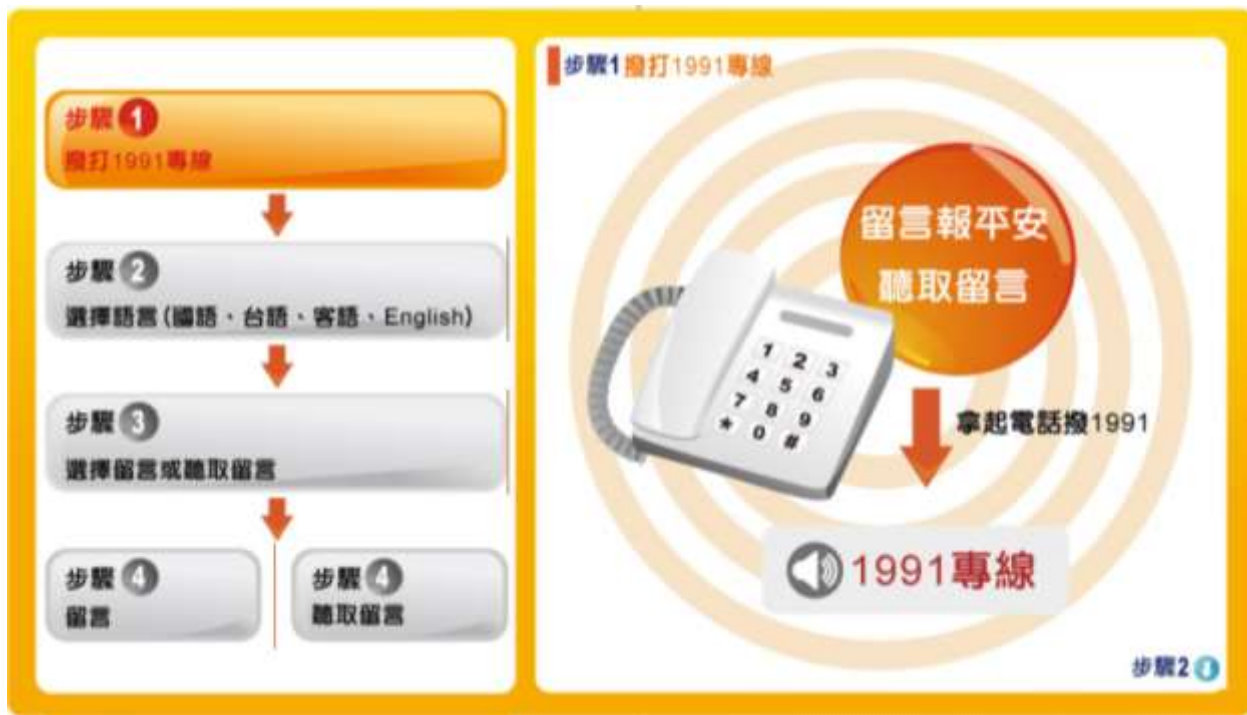 步驟1
撥打1991專線
步驟2
選擇語言(國語、台語、客語、English)
步驟3
選擇留言或聽取留言
步驟4
留言
步驟4
聽取留言
步驟1撥打1991專線
留言報平安
聽取留言
1 2 3
4 5 6
7 8 9
* 0 #
拿起電話撥1991
1991專線
步驟2